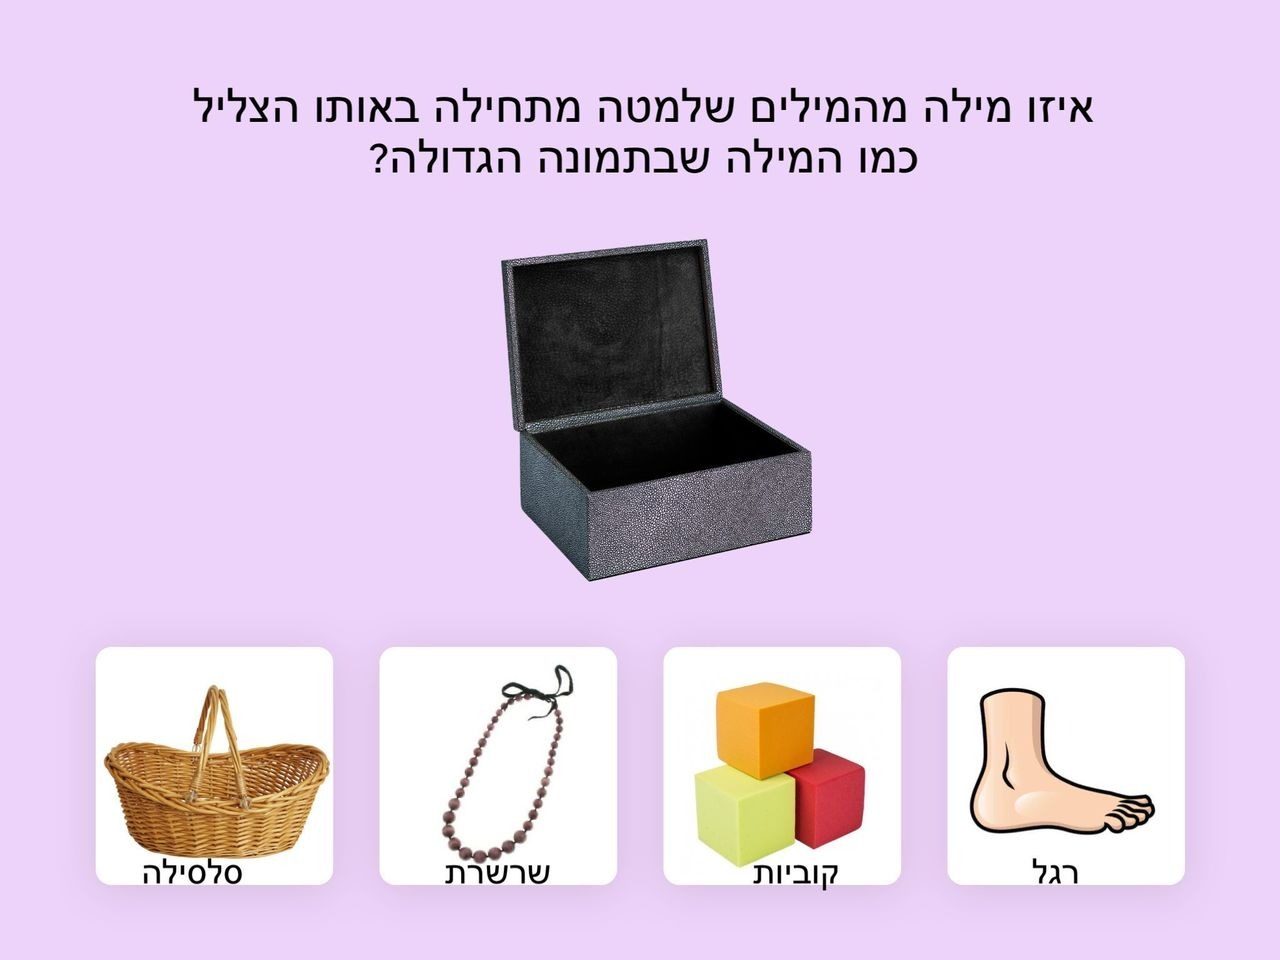 איזו מילה מהמילים שלמטה מתחילה באותו הצליל
כמו המילה שבתמונה הגדולה?
רגל
קוביות
שרשרת
סלסילה